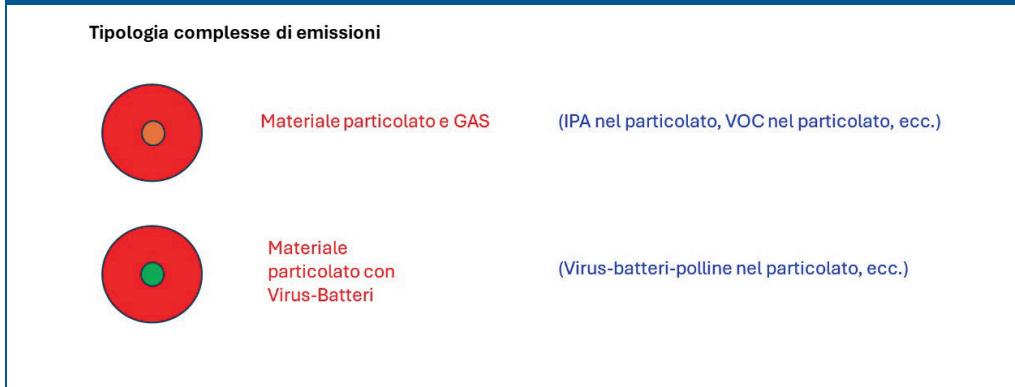 Tipologia complesse di emissioni
Materiale particolato e GAS
(IPA nel particolato, VOC nel particolato, ecc.)
Materiale
particolato con
Virus-Batteri
(Virus-batteri-polline nel particolato, ecc.)